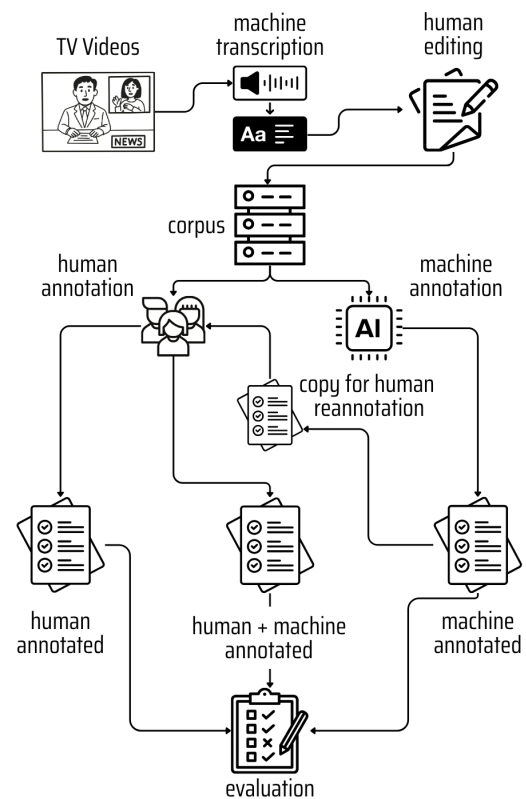 TV Videos
machine
transcription
human
editing
NEWS
Aa
corpus
human
annotation
machine
annotation
AI
copy for human
reannotation
human
annotated
human + machine
annotated
machine
annotated
evaluation